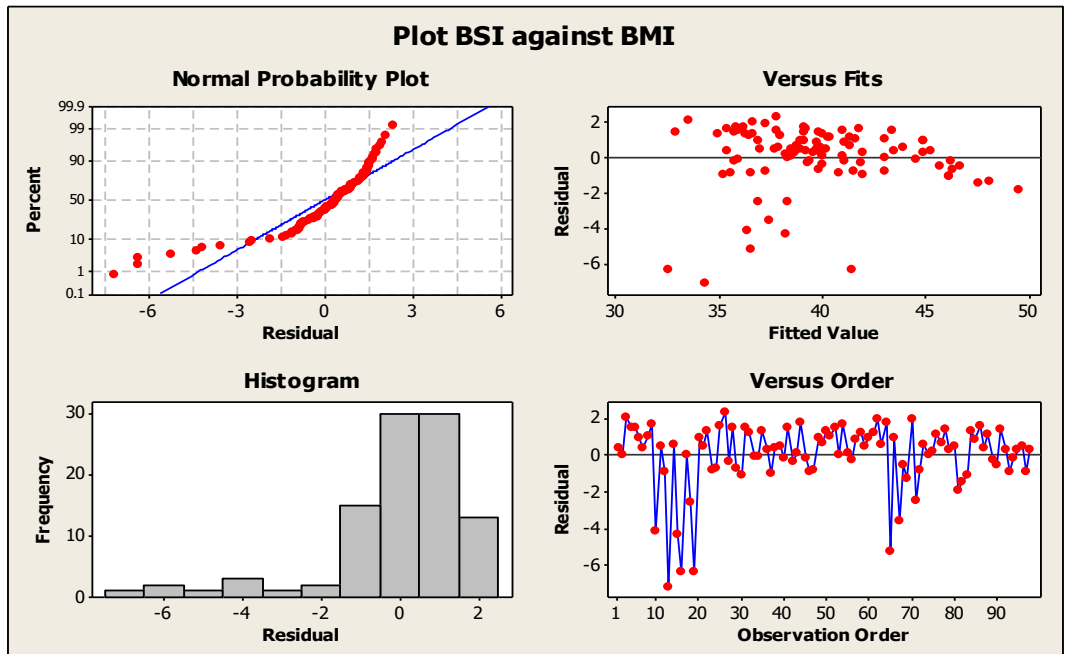 Plot BSI against BMI
Normal Probability Plot
99.9
99
90
50
10
1
0.1
Percent
-6 -3 0 3 6
Residual
Versus Fits
2
0
-2
-4
-6
Residual
30 35 40 45 50
Fitted Value
Histogram
30
20
10
0
Frequency
-6 -4 -2 0 2
Residual
Versus Order
2
0
-2
-4
-6
Residual
1 10 20 30 40 50 60 70 80 90
Observation Order